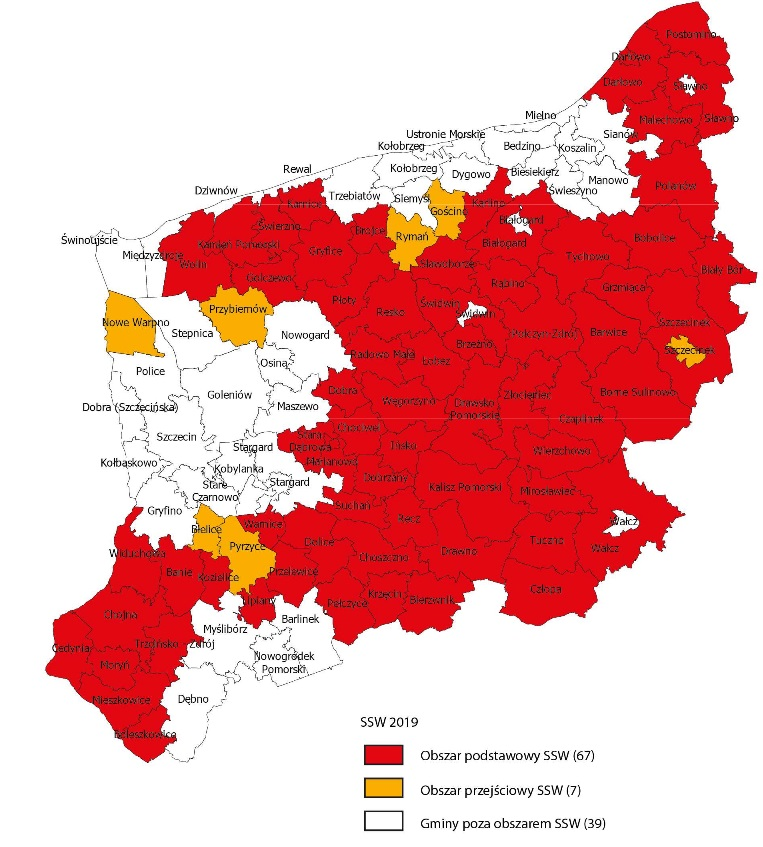 Postomino
Darłowo
Darłowo
Sławno
Malechowo
Sławno
Mielno
Ustronie Morskie
Sianów
Będzino
Koszalin
Kołobrzeg
Kołobrzeg
Rewal
Dygowo
Biesiekierz
Manowo
Polanów
Dziwnów
Trzebiatów
Siemyśl
Świeszyno
Karnice
Gościno
Karlino
Białogard
Świerzno
Brojce
Rymań
Bobolice
Świnoujście
Kamień Pomorski
Białogard
Międzyzdroje
Gryfice
Tychowo
Wolin
Sławoborze
Biały Bór
Golczewo
Rąbino
Grzmiąca
Płoty
Świdwin
Przybiernów
Resko
Świdwin
Nowe Warpno
Szczecinek
Stepnica
Nowogard
Połczyn-Zdrój
Barwice
Brzeżno
Radowo Małe
Łobez
Szczecinek
Osina
Police
Dobra
Goleniów
Złocieniec
Borne Sulinowo
Węgorzyno
Drawsko
Pomorskie
Dobra (Szczecińska)
Maszewo
Czaplinek
Chociwel
Szczecin
Stara
Dąbrowa
Ińsko
Stargard
Wierzchowo
Kołbaskowo
Marianowo
Kobylanka
Dobrzany
Stare
Czarnowo
Stargard
Kalisz Pomorski
Mirosławiec
Suchań
Gryfino
Recz
Wałcz
Bielice
Warnice
Pyrzyce
Dolice
Tuczno
Wałcz
Widuchowa
Choszczno
Drawno
Banie
Kozielice
Przelewice
Człopa
Krzęcin
Lipiany
Pełczyce
Bierzwnik
Chojna
Barlinek
Myślibórz
Cedynia
Trzcińsko
Zdrój
Nowogródek
Pomorski
Moryń
Mieszkowice
Dębno
Boleszkowice
SSW 2019
Obszar podstawowy SSW (67)
Obszar przejściowy SSW (7)
Gminy poza obszarem SSW (39)